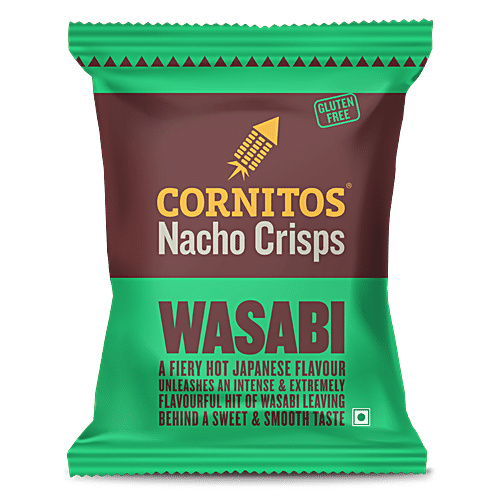 GLUTEN
FREE
CORNITOS®
Nacho Crisps
WASABI
A FIERY HOT JAPANESE FLAVOUR
UNLEASHES AN INTENSE & EXTREMELY
FLAVOURFUL HIT OF WASABI LEAVING
BEHIND A SWEET & SMOOTH TASTE